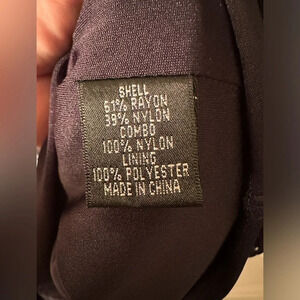 SHELL
61% RAYON
39% NYLON
COMBO
100% NYLON
LINING
100% POLYESTER
MADE IN CHINA